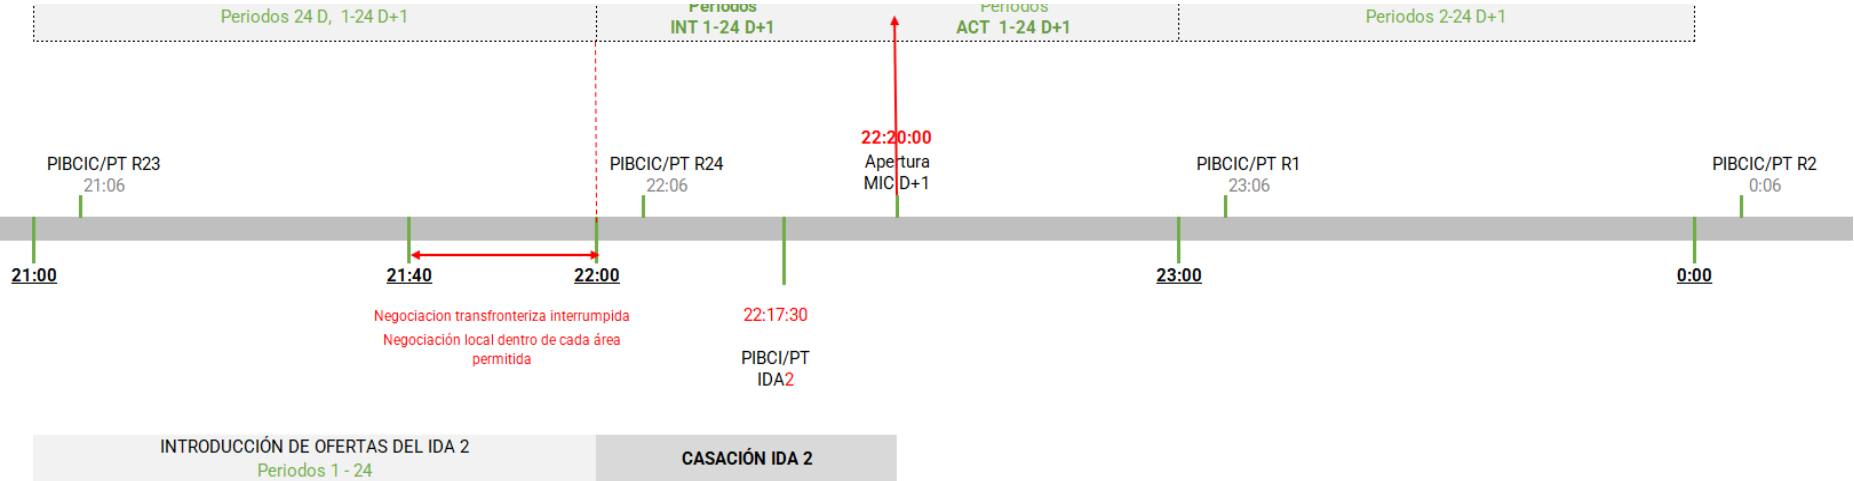 Periodos 24 D, 1-24 D+1
Periodos
INT 1-24 D+1
Periodos
ACT 1-24 D+1
Periodos 2-24 D+1
22:20:00
Apertura
MIC D+1
PIBCIC/PT R23
21:06
PIBCIC/PT R24
22:06
PIBCIC/PT R1
23:06
PIBCIC/PT R2
0:06
21:00
21:40
22:00
23:00
0:00
Negociacion transfronteriza interrumpida
Negociación local dentro de cada área
permitida
22:17:30
PIBCI/PT
IDA2
INTRODUCCIÓN DE OFERTAS DEL IDA 2
Periodos 1 - 24
CASACIÓN IDA 2